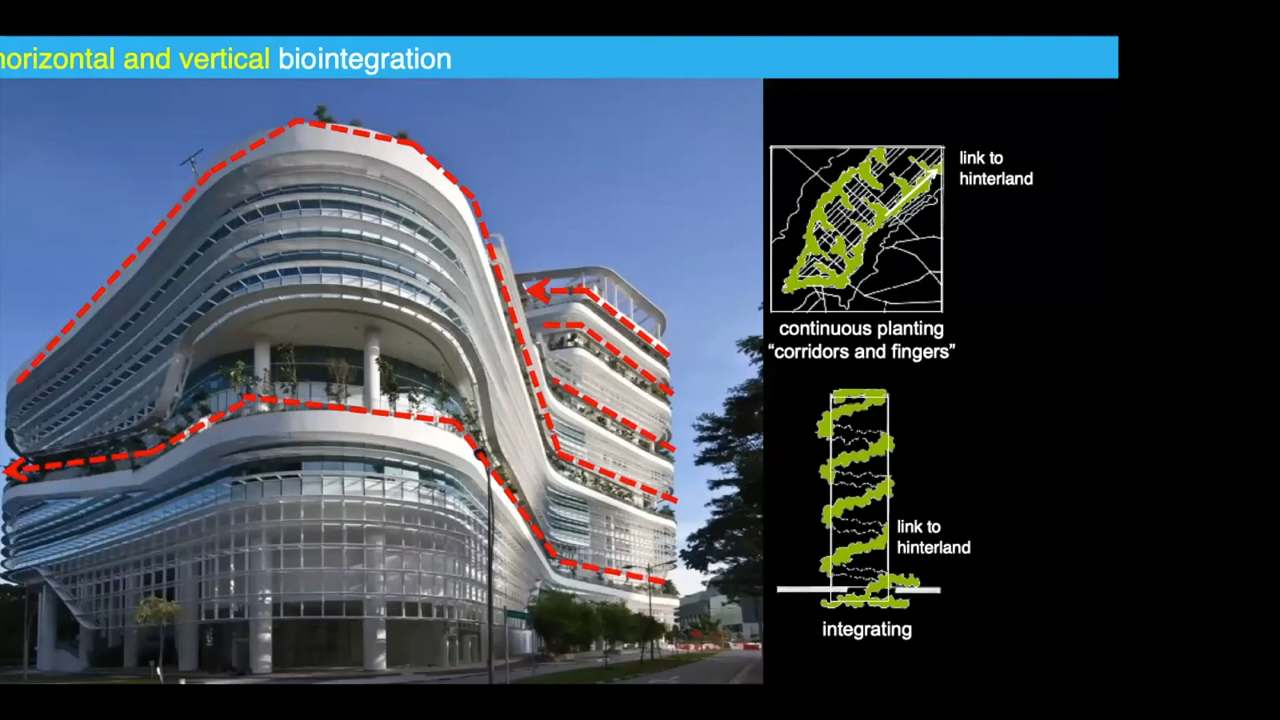 horizontal and vertical biointegration
link to
hinterland
continuous planting
“corridors and fingers”
link to
hinterland
integrating